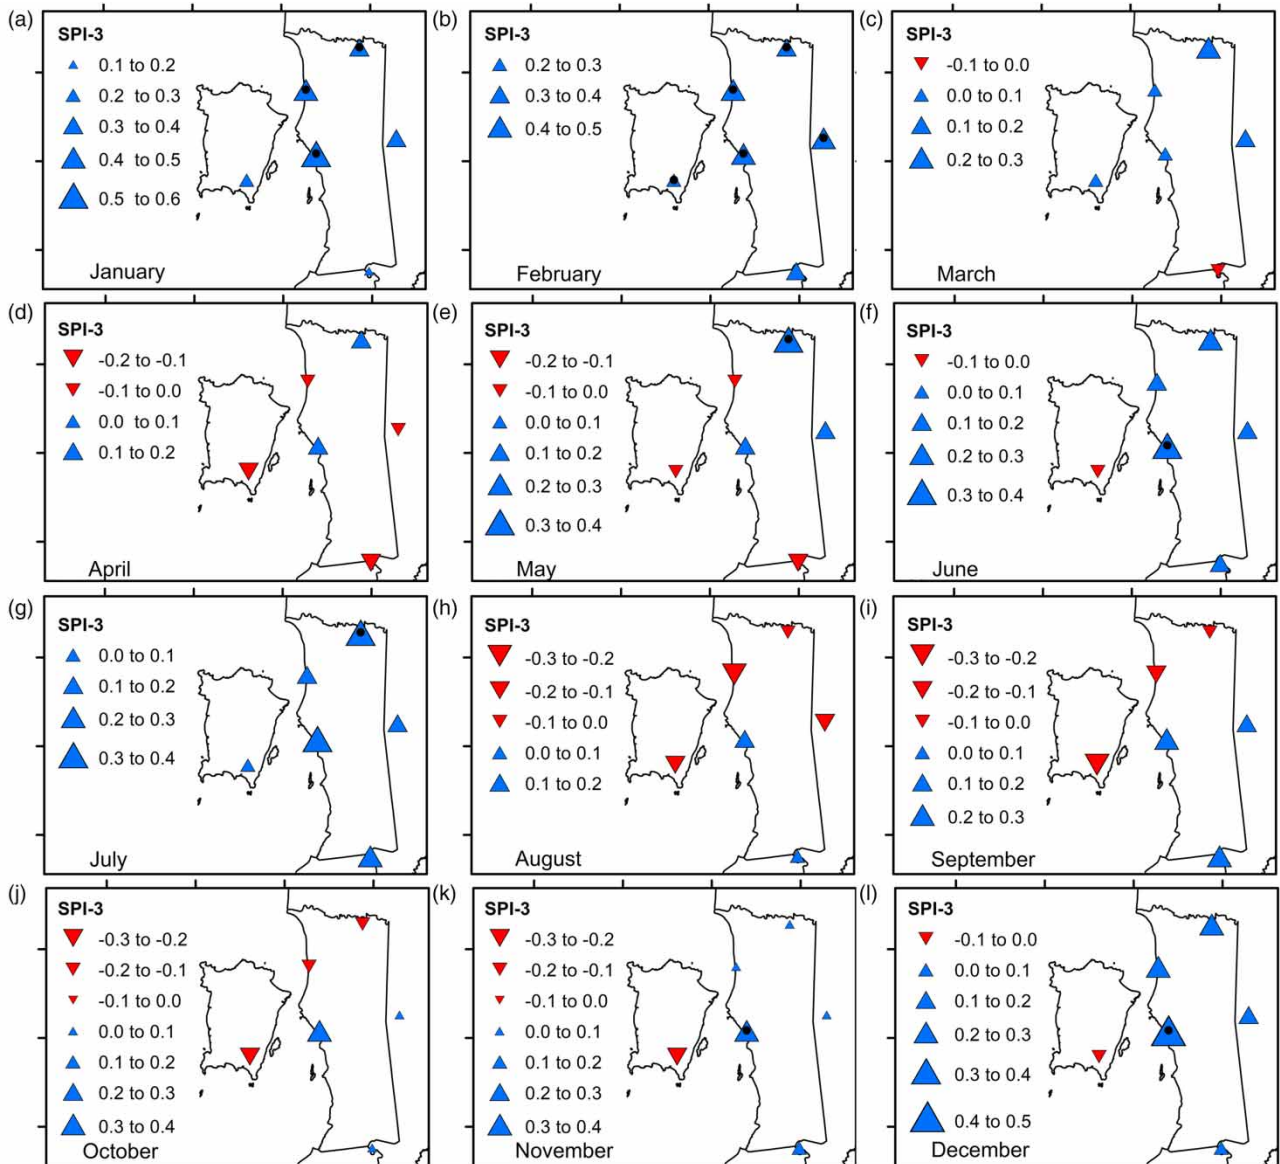 (a)
SPI-3
0.1 to 0.2
0.2 to 0.3
0.3 to 0.4
0.4 to 0.5
0.5 to 0.6
January
(b)
SPI-3
0.2 to 0.3
0.3 to 0.4
0.4 to 0.5
February
(c)
SPI-3
-0.1 to 0.0
0.0 to 0.1
0.1 to 0.2
0.2 to 0.3
March
(d)
SPI-3
-0.2 to -0.1
-0.1 to 0.0
0.0 to 0.1
0.1 to 0.2
April
(e)
SPI-3
-0.2 to -0.1
-0.1 to 0.0
0.0 to 0.1
0.1 to 0.2
0.2 to 0.3
0.3 to 0.4
May
(f)
SPI-3
-0.1 to 0.0
0.0 to 0.1
0.1 to 0.2
0.2 to 0.3
0.3 to 0.4
June
(g)
SPI-3
0.0 to 0.1
0.1 to 0.2
0.2 to 0.3
0.3 to 0.4
July
(h)
SPI-3
-0.3 to -0.2
-0.2 to -0.1
-0.1 to 0.0
0.0 to 0.1
0.1 to 0.2
August
(i)
SPI-3
-0.3 to -0.2
-0.2 to -0.1
-0.1 to 0.0
0.0 to 0.1
0.1 to 0.2
0.2 to 0.3
September
(j)
SPI-3
-0.3 to -0.2
-0.2 to -0.1
-0.1 to 0.0
0.0 to 0.1
0.1 to 0.2
0.2 to 0.3
0.3 to 0.4
October
(k)
SPI-3
-0.3 to -0.2
-0.2 to -0.1
-0.1 to 0.0
0.0 to 0.1
0.1 to 0.2
0.2 to 0.3
0.3 to 0.4
November
(l)
SPI-3
-0.1 to 0.0
0.0 to 0.1
0.1 to 0.2
0.2 to 0.3
0.3 to 0.4
0.4 to 0.5
December